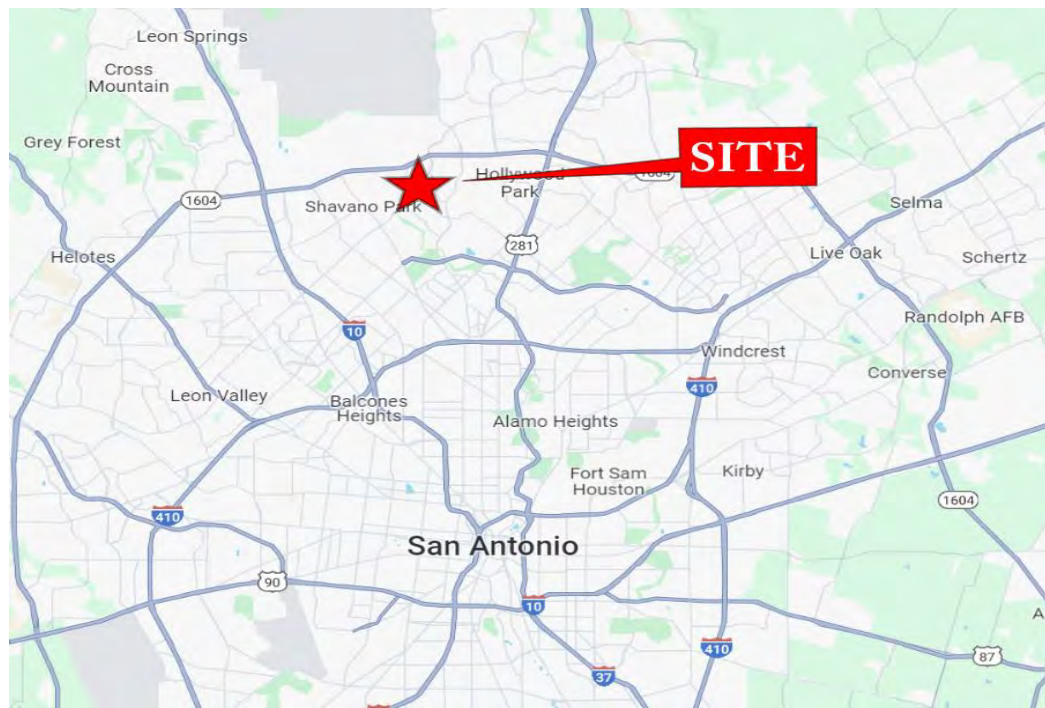 Leon Springs
Cross
Mountain
Grey Forest
SITE
Hollywood
Park
1604
1604
Shavano Park
Selma
281
Helotes
Live Oak
Schertz
Randolph AFB
10
Windcrest
Converse
410
Leon Valley
Balcones
Heights
Alamo Heights
Fort Sam
Houston
Kirby
1604
410
San Antonio
90
10
410
87
37
A